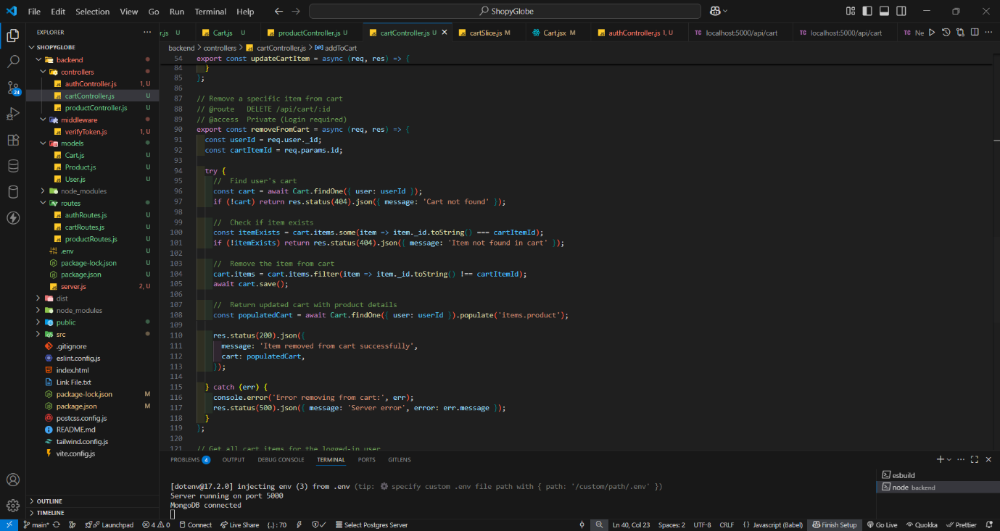 File Edit Selection View Go Run Terminal Help
ShopyGlobe
EXPLORER
SHOPYGLOBE
backend
controllers
authController.js 1, U
cartController.js U
productController.js U
middleware
verifyToken.js 1, U
models
Cart.js U
Product.js U
User.js U
node_modules
routes
authRoutes.js U
cartRoutes.js U
productRoutes.js U
.env U
package-lock.json U
package.json U
server.js 2, U
dist
node_modules
public
src
.gitignore
eslint.config.js
index.html
Link File.txt
package-lock.json M
package.json M
postcss.config.js
README.md
tailwind.config.js
vite.config.js
OUTLINE
TIMELINE
24
r.js U Cart.js U productController.js U cartController.js U cartSlice.js M Cart.jsx M authController.js 1, U TC localhost:5000/api/cart TC localhost:5000/api/cart TC Ne
backend > controllers > cartController.js > addToCart
54 export const updateCartItem = async (req, res) => {
84 }
85 };
86
87 // Remove a specific item from cart
88 // @route DELETE /api/cart/:id
89 // @access Private (Login required)
90 export const removeFromCart = async (req, res) => {
91 const userId = req.user._id;
92 const cartItemId = req.params.id;
93
94 try {
95 // Find user's cart
96 const cart = await Cart.findOne({ user: userId });
97 if (!cart) return res.status(404).json({ message: 'Cart not found' });
98
99 // Check if item exists
100 const itemExists = cart.items.some(item => item._id.toString() === cartItemId);
101 if (!itemExists) return res.status(404).json({ message: 'Item not found in cart' });
102
103 // Remove the item from cart
104 cart.items = cart.items.filter(item => item._id.toString() !== cartItemId);
105 await cart.save();
106
107 // Return updated cart with product details
108 const populatedCart = await Cart.findOne({ user: userId }).populate('items.product');
109
110 res.status(200).json({
111 message: 'Item removed from cart successfully',
112 cart: populatedCart,
113 });
114
115 } catch (err) {
116 console.error('Error removing from cart:', err);
117 res.status(500).json({ message: 'Server error', error: err.message });
118 }
119 };
120
121 // Get all cart items for the logged-in user
PROBLEMS 4 OUTPUT DEBUG CONSOLE TERMINAL PORTS GITLENS
[dotenv@17.2.0] injecting env (3) from .env (tip: ⚙ specify custom .env file path with { path: '/custom/path/.env' })
Server running on port 5000
MongoDB connected
esbuild
node backend
main* Launchpad 4 0 Connect Live Share {..} : 70 Select Postgres Server Ln 40, Col 23 Spaces: 2 UTF-8 CRLF {} Javascript (Babel) Finish Setup Go Live Quokka Prettier